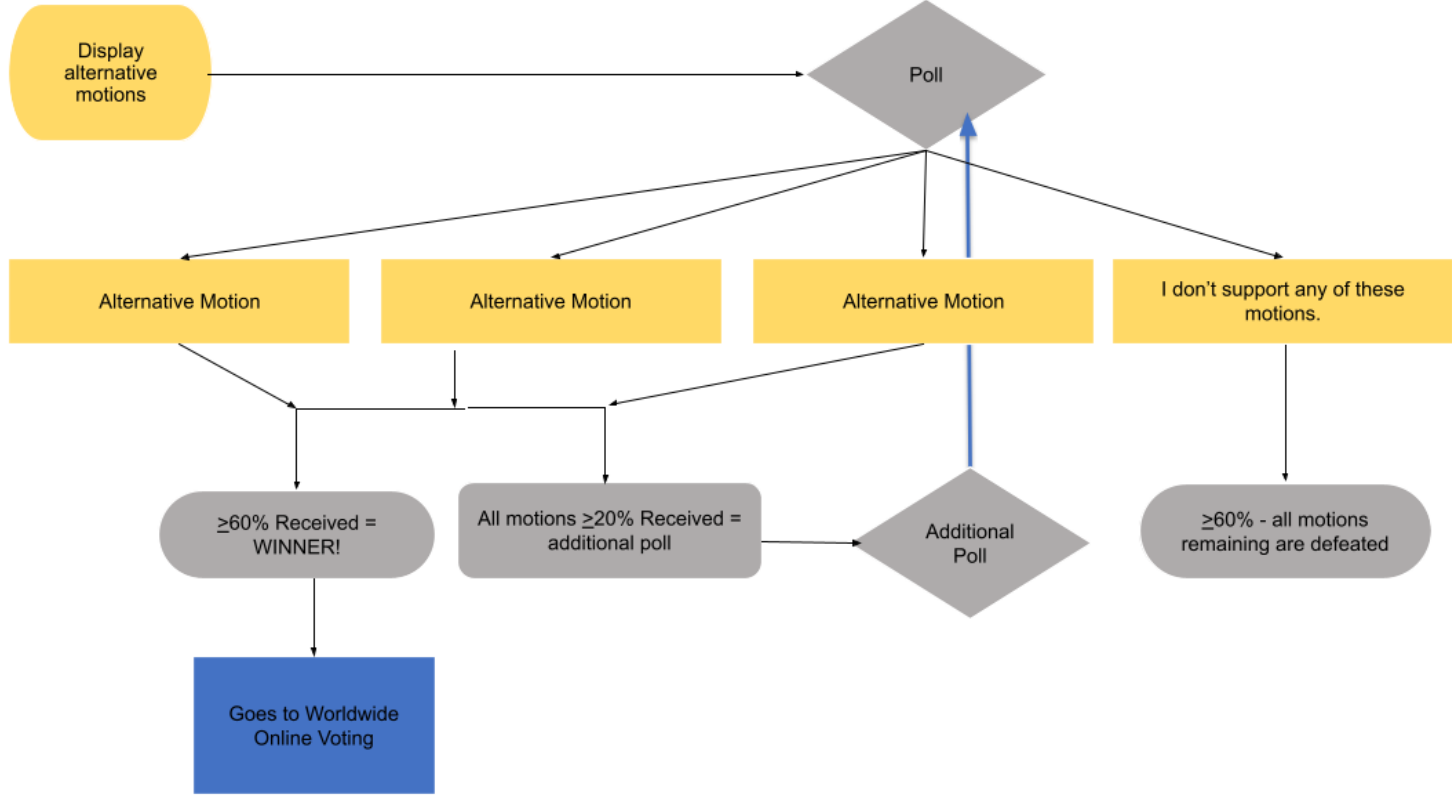 Display
alternative
motions
Poll
Alternative Motion
Alternative Motion
Alternative Motion
I don’t support any of these
motions.
≥60% Received =
WINNER!
All motions ≥20% Received =
additional poll
Additional
Poll
≥60% - all motions
remaining are defeated
Goes to Worldwide
Online Voting